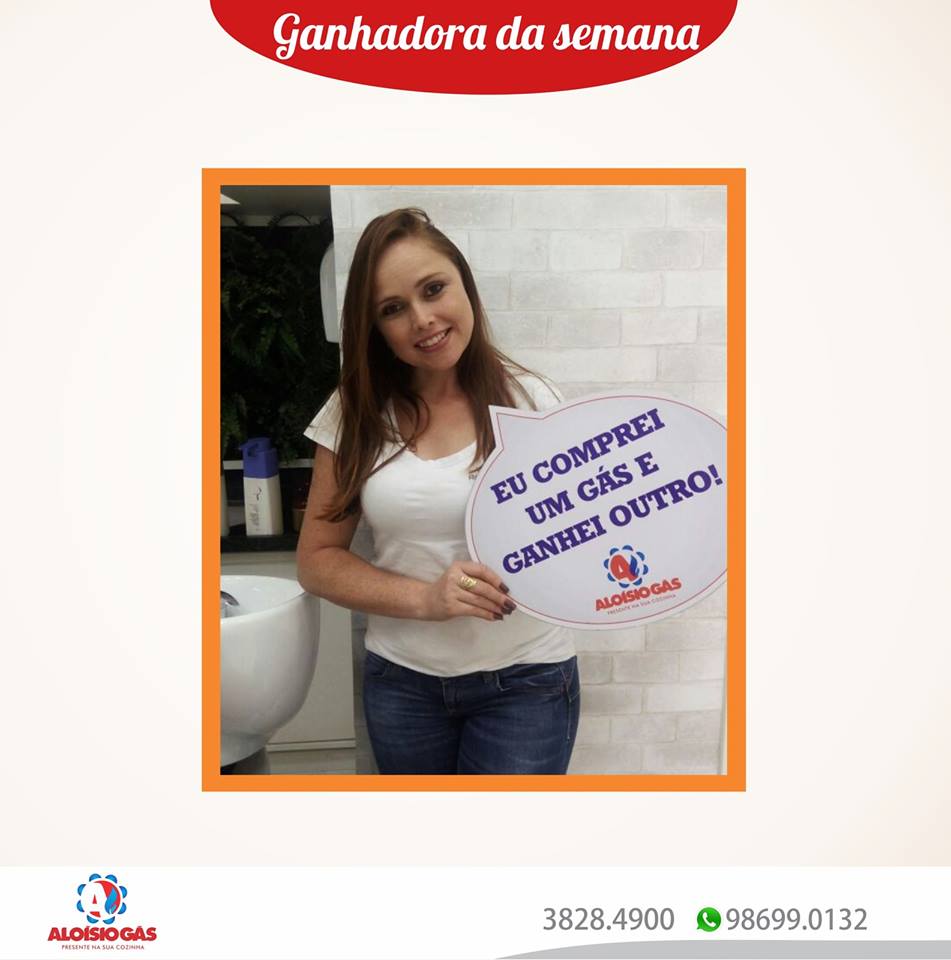 Ganhadora da semana
EU COMPREI
UM GÁS E
GANHEI OUTRO!
A
ALOÍSIO GÁS
PRESENTE NA SUA COZINHA
A
ALOÍSIO GÁS
PRESENTE NA SUA COZINHA
3828.4900 98699.0132